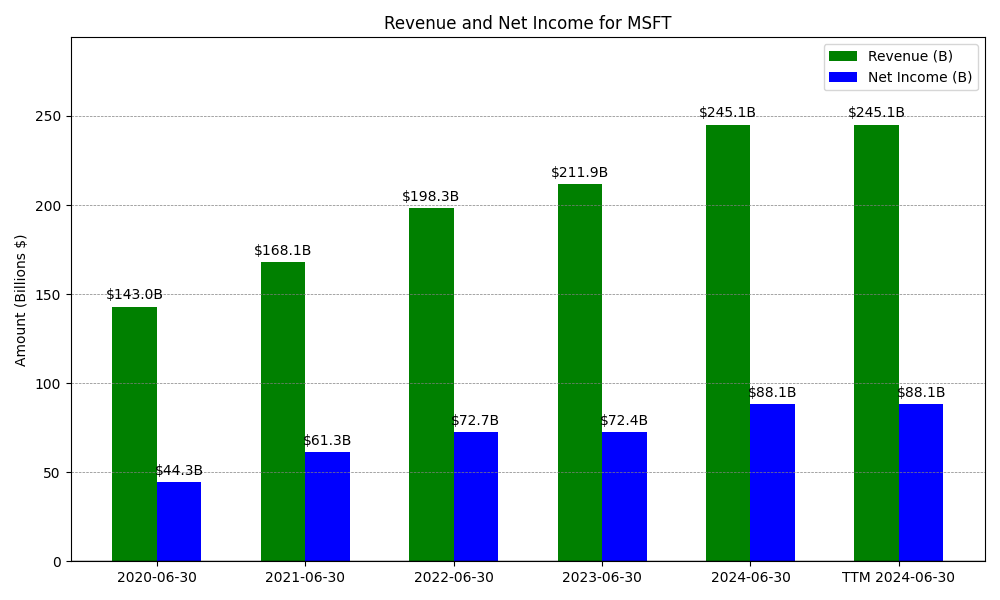 Revenue and Net Income for MSFT
Revenue (B)
Net Income (B)
Amount (Billions $)
250
200
150
100
50
0
$143.0B
$168.1B
$198.3B
$211.9B
$245.1B
$245.1B
$44.3B
$61.3B
$72.7B
$72.4B
$88.1B
$88.1B
2020-06-30
2021-06-30
2022-06-30
2023-06-30
2024-06-30
TTM 2024-06-30